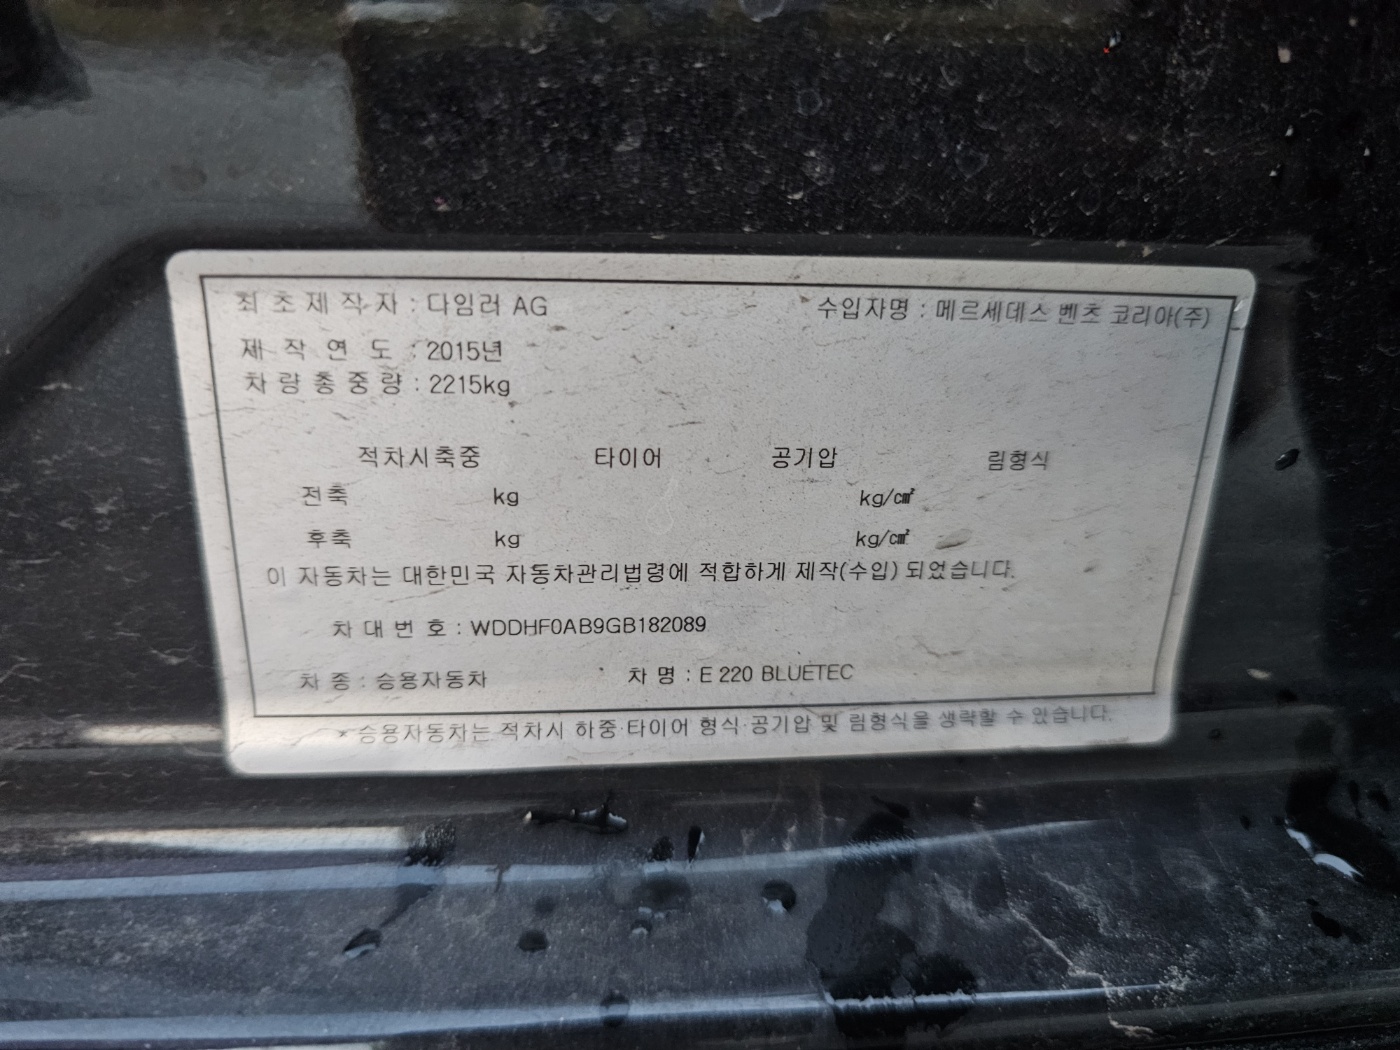 최초제작자 : 다임러 AG 수입자명 : 메르세데스 벤츠 코리아(주)
제작연도 : 2015년
차량총중량 : 2215kg
적차시축중 타이어 공기압 림형식
전축 kg kg/㎠
후축 kg kg/㎠
이 자동차는 대한민국 자동차관리법령에 적합하게 제작(수입) 되었습니다.
차대번호 : WDDHF0AB9GB182089
차종 : 승용자동차 차명 : E 220 BLUETEC
* 승용자동차는 적차시 하중·타이어 형식·공기압 및 림형식을 생략할 수 있습니다.